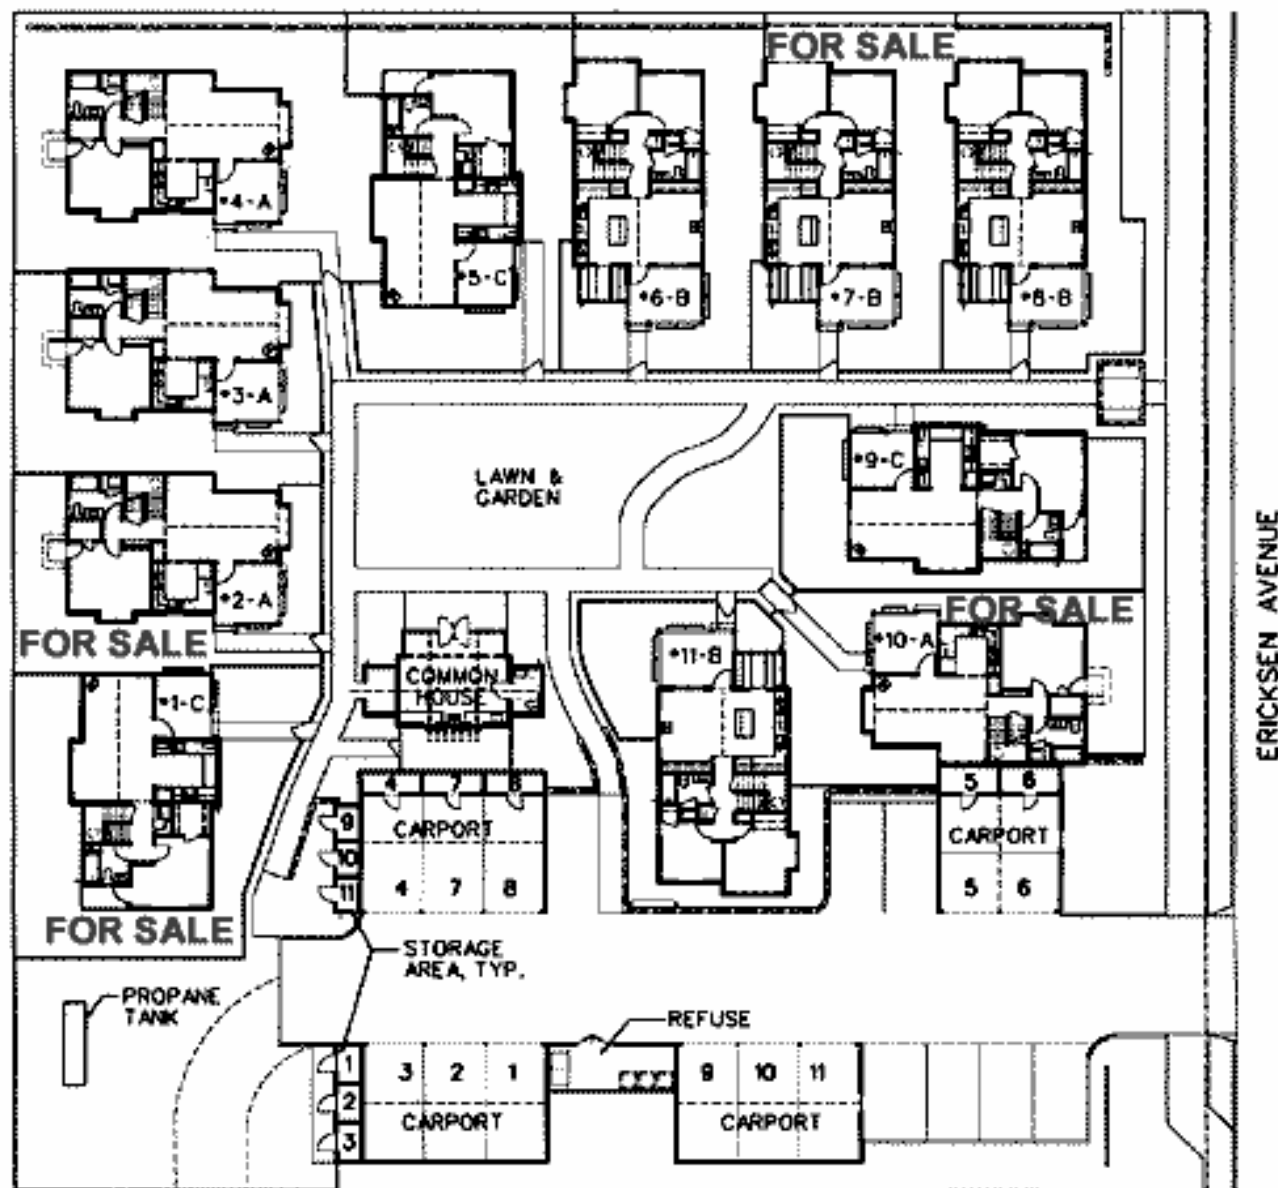 FOR SALE
•4-A
•5-C
•6-B
•7-B
•8-B
•3-A
LAWN &
GARDEN
•9-C
•2-A
FOR SALE
FOR SALE
•10-A
•11-B
COMMON
HOUSE
•1-C
ERICKSEN AVENUE
4 7 8
5 6
9
10
11
CARPORT
4 7 8
CARPORT
5 6
FOR SALE
STORAGE
AREA, TYP.
PROPANE
TANK
REFUSE
1
2
3
3 2 1
CARPORT
9 10 11
CARPORT